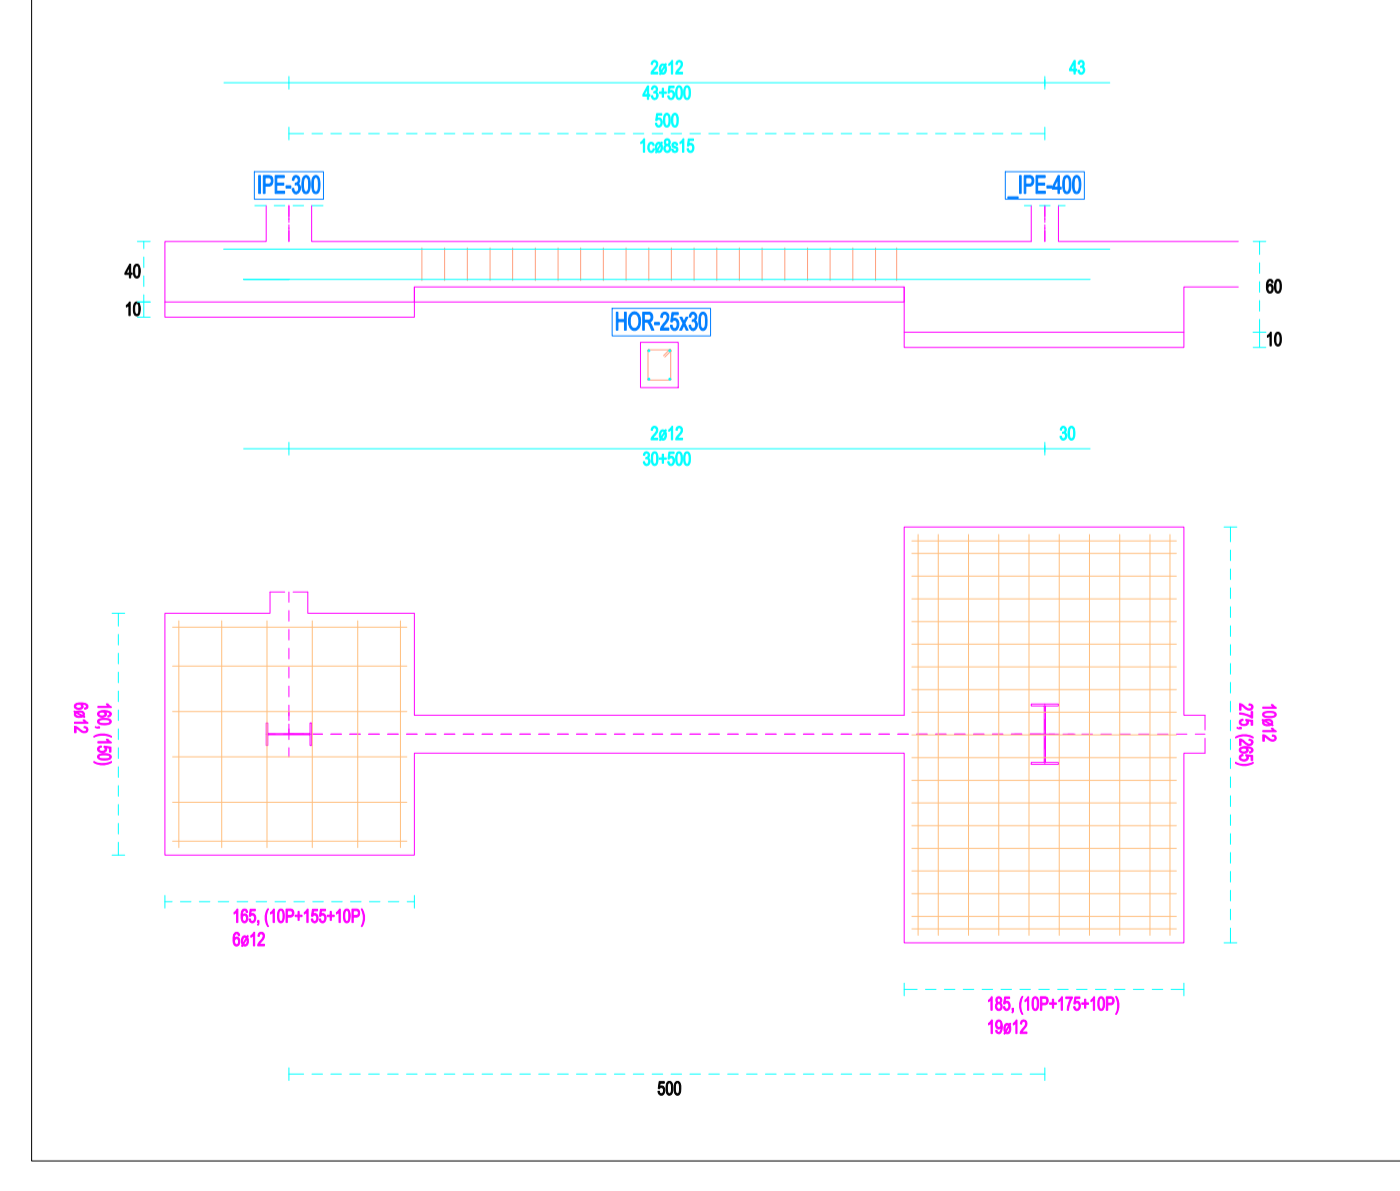 2ø12
43
43+500
500
1cø8s15
IPE-300
_IPE-400
40
10
60
10
HOR-25x30
2ø12
30
30+500
160, (150)
6ø12
10ø12
275, (265)
165, (10P+155+10P)
6ø12
185, (10P+175+10P)
19ø12
500